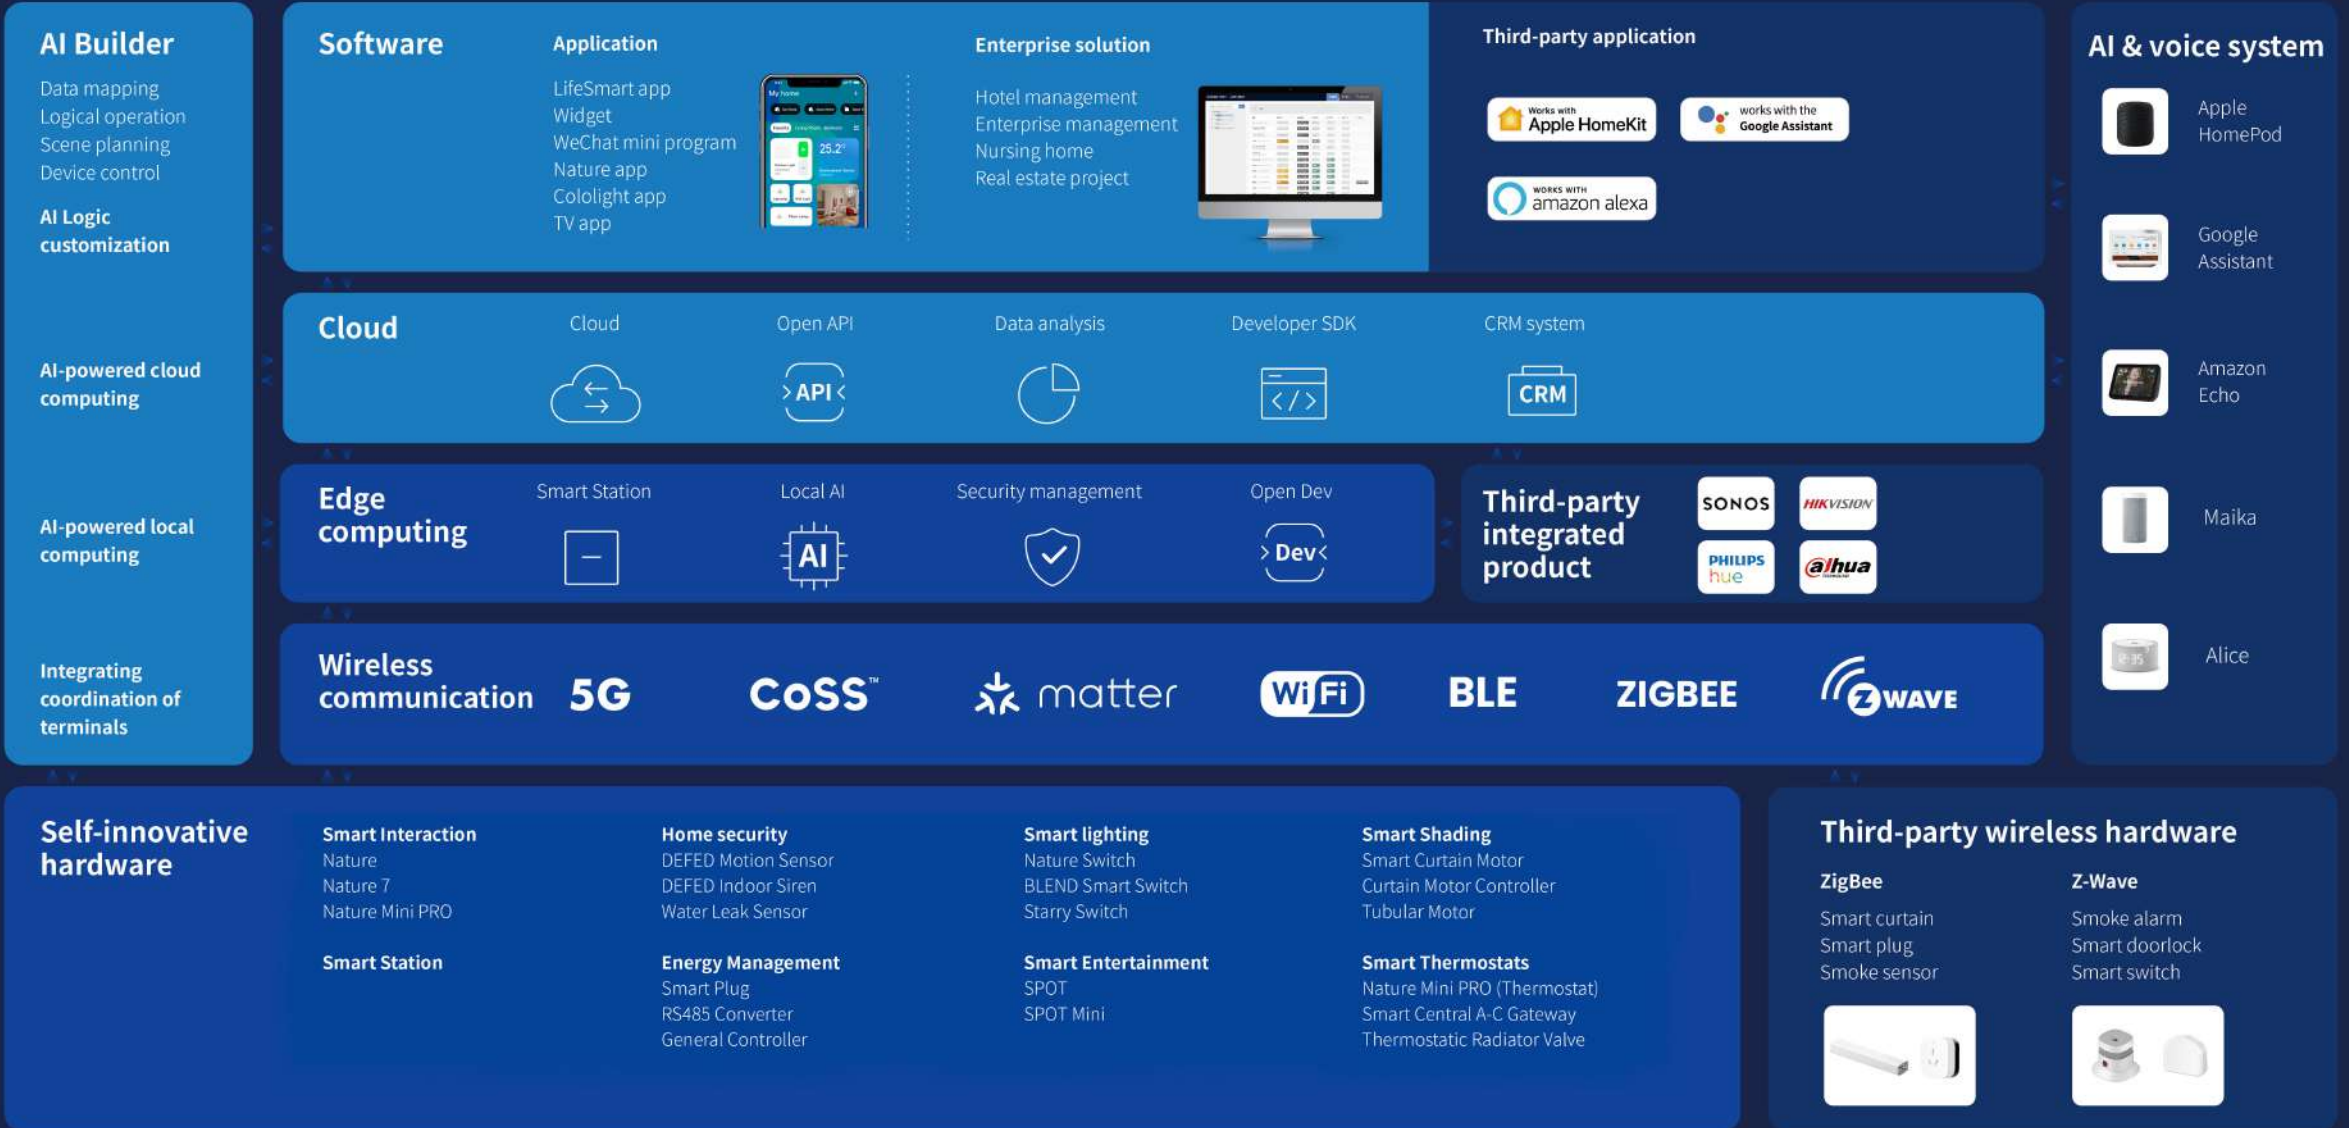 AI Builder
Data mapping
Logical operation
Scene planning
Device control
AI Logic
customization
AI-powered cloud
computing
AI-powered local
computing
Integrating
coordination of
terminals
Software
Application
LifeSmart app
Widget
WeChat mini program
Nature app
Cololight app
TV app
My home
25.2°
Enterprise solution
Hotel management
Enterprise management
Nursing home
Real estate project
Third-party application
Works with
Apple HomeKit
works with the
Google Assistant
WORKS WITH
amazon alexa
Cloud
Cloud
Open API
Data analysis
Developer SDK
CRM system
API
</>
CRM
Edge
computing
Smart Station
Local AI
Security management
Open Dev
AI
Dev
Third-party
integrated
product
SONOS
HIKVISION
PHILIPS
hue
alhua
TECHNOLOGY
Wireless
communication
5G
CoSS™
matter
WiFi
BLE
ZIGBEE
Z WAVE
AI & voice system
Apple
HomePod
Google
Assistant
Amazon
Echo
Maika
Alice
Self-innovative
hardware
Smart Interaction
Nature
Nature 7
Nature Mini PRO
Smart Station
Home security
DEFED Motion Sensor
DEFED Indoor Siren
Water Leak Sensor
Energy Management
Smart Plug
RS485 Converter
General Controller
Smart lighting
Nature Switch
BLEND Smart Switch
Starry Switch
Smart Entertainment
SPOT
SPOT Mini
Smart Shading
Smart Curtain Motor
Curtain Motor Controller
Tubular Motor
Smart Thermostats
Nature Mini PRO (Thermostat)
Smart Central A-C Gateway
Thermostatic Radiator Valve
Third-party wireless hardware
ZigBee
Smart curtain
Smart plug
Smoke sensor
Z-Wave
Smoke alarm
Smart doorlock
Smart switch